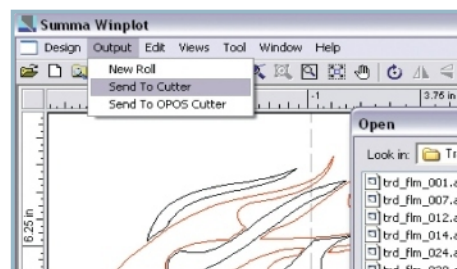 Summa Winplot
Design Output Edit Views Tool Window Help
New Roll
Send To Cutter
Send To OPOS Cutter
-1
3.76 in
Open
Look in:
6.25 in
trd_flm_001.a
trd_flm_007.a
trd_flm_012.a
trd_flm_014.a
trd_flm_024.a